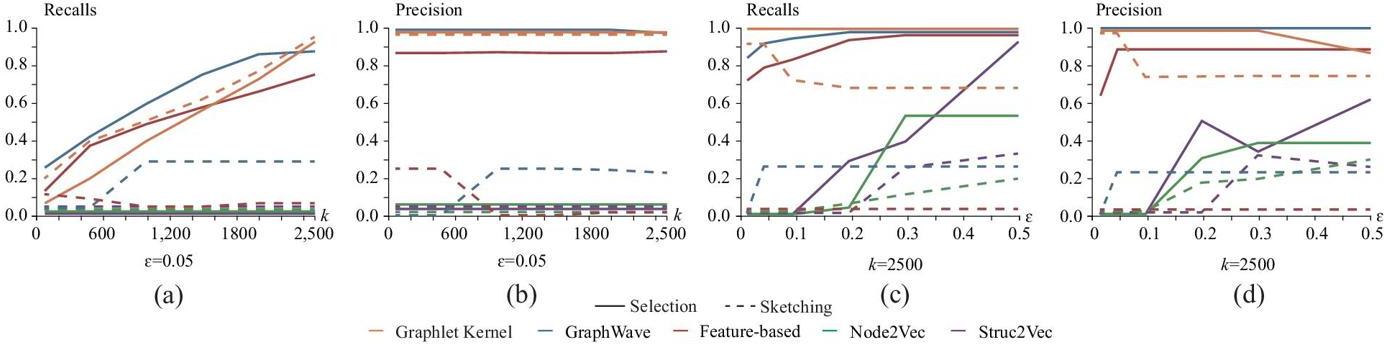 Recalls
1.0
0.8
0.6
0.4
0.2
0.0
0 600 1,200 1800 2,500
k
ε=0.05
(a)
Precision
1.0
0.8
0.6
0.4
0.2
0.0
0 600 1,200 1800 2,500
k
ε=0.05
(b)
Recalls
1.0
0.8
0.6
0.4
0.2
0.0
0 0.1 0.2 0.3 0.4 0.5
ε
k=2500
(c)
Precision
1.0
0.8
0.6
0.4
0.2
0.0
0 0.1 0.2 0.3 0.4 0.5
ε
k=2500
(d)
Selection Sketching
Graphlet Kernel GraphWave Feature-based Node2Vec Struc2Vec